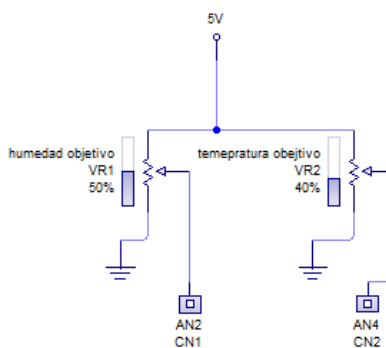 5V
humedad objetivo
VR1
50%
temepratura obejtivo
VR2
40%
AN2
CN1
AN4
CN2